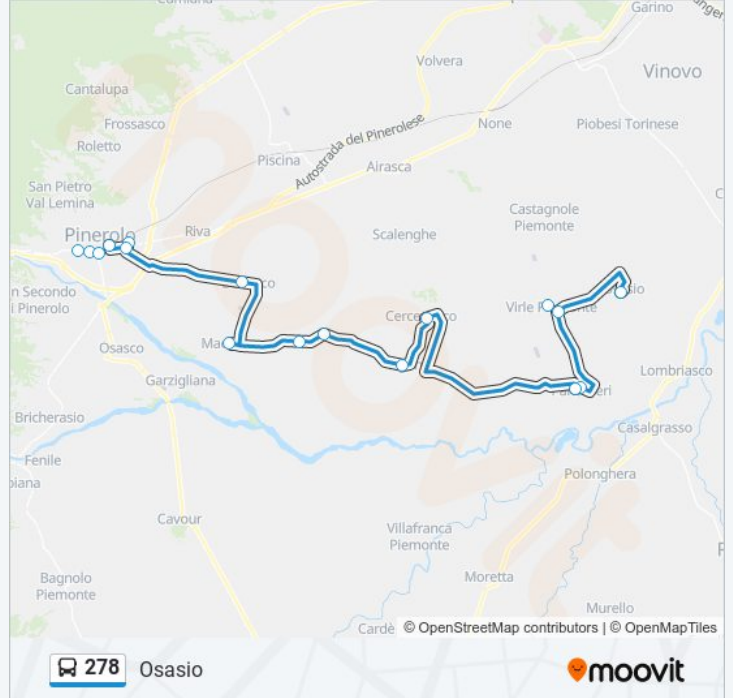 Cumiana
Garino
Volvera
Vinovo
Cantalupa
None
Piobesi Torinese
Frossasco
Autostrada del Pinerolese
Roletto
Piscina
Airasca
San Pietro
Val Lemina
Castagnole
Piemonte
Pinerolo
Riva
Scalenghe
n Secondo
i Pinerolo
Virle
Cerce
Osasco
Lombriasco
Garzigliana
Bricherasio
Casalgrasso
Fenile
Polonghera
Cavour
Villafranca
Piemonte
Bagnolo
Piemonte
Moretta
Murello
Cardè
© OpenStreetMap contributors | © OpenMapTiles
278 Osasio
moovit